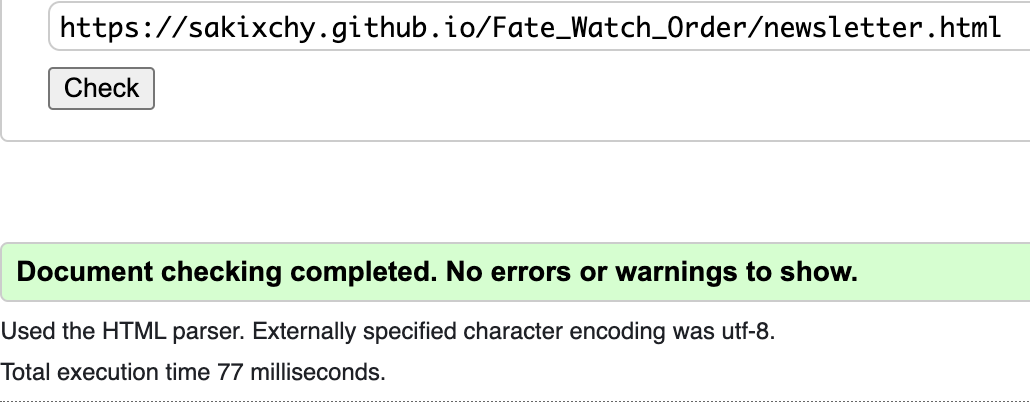 https://sakixchy.github.io/Fate_Watch_Order/newsletter.html
Check
Document checking completed. No errors or warnings to show.
Used the HTML parser. Externally specified character encoding was utf-8.
Total execution time 77 milliseconds.